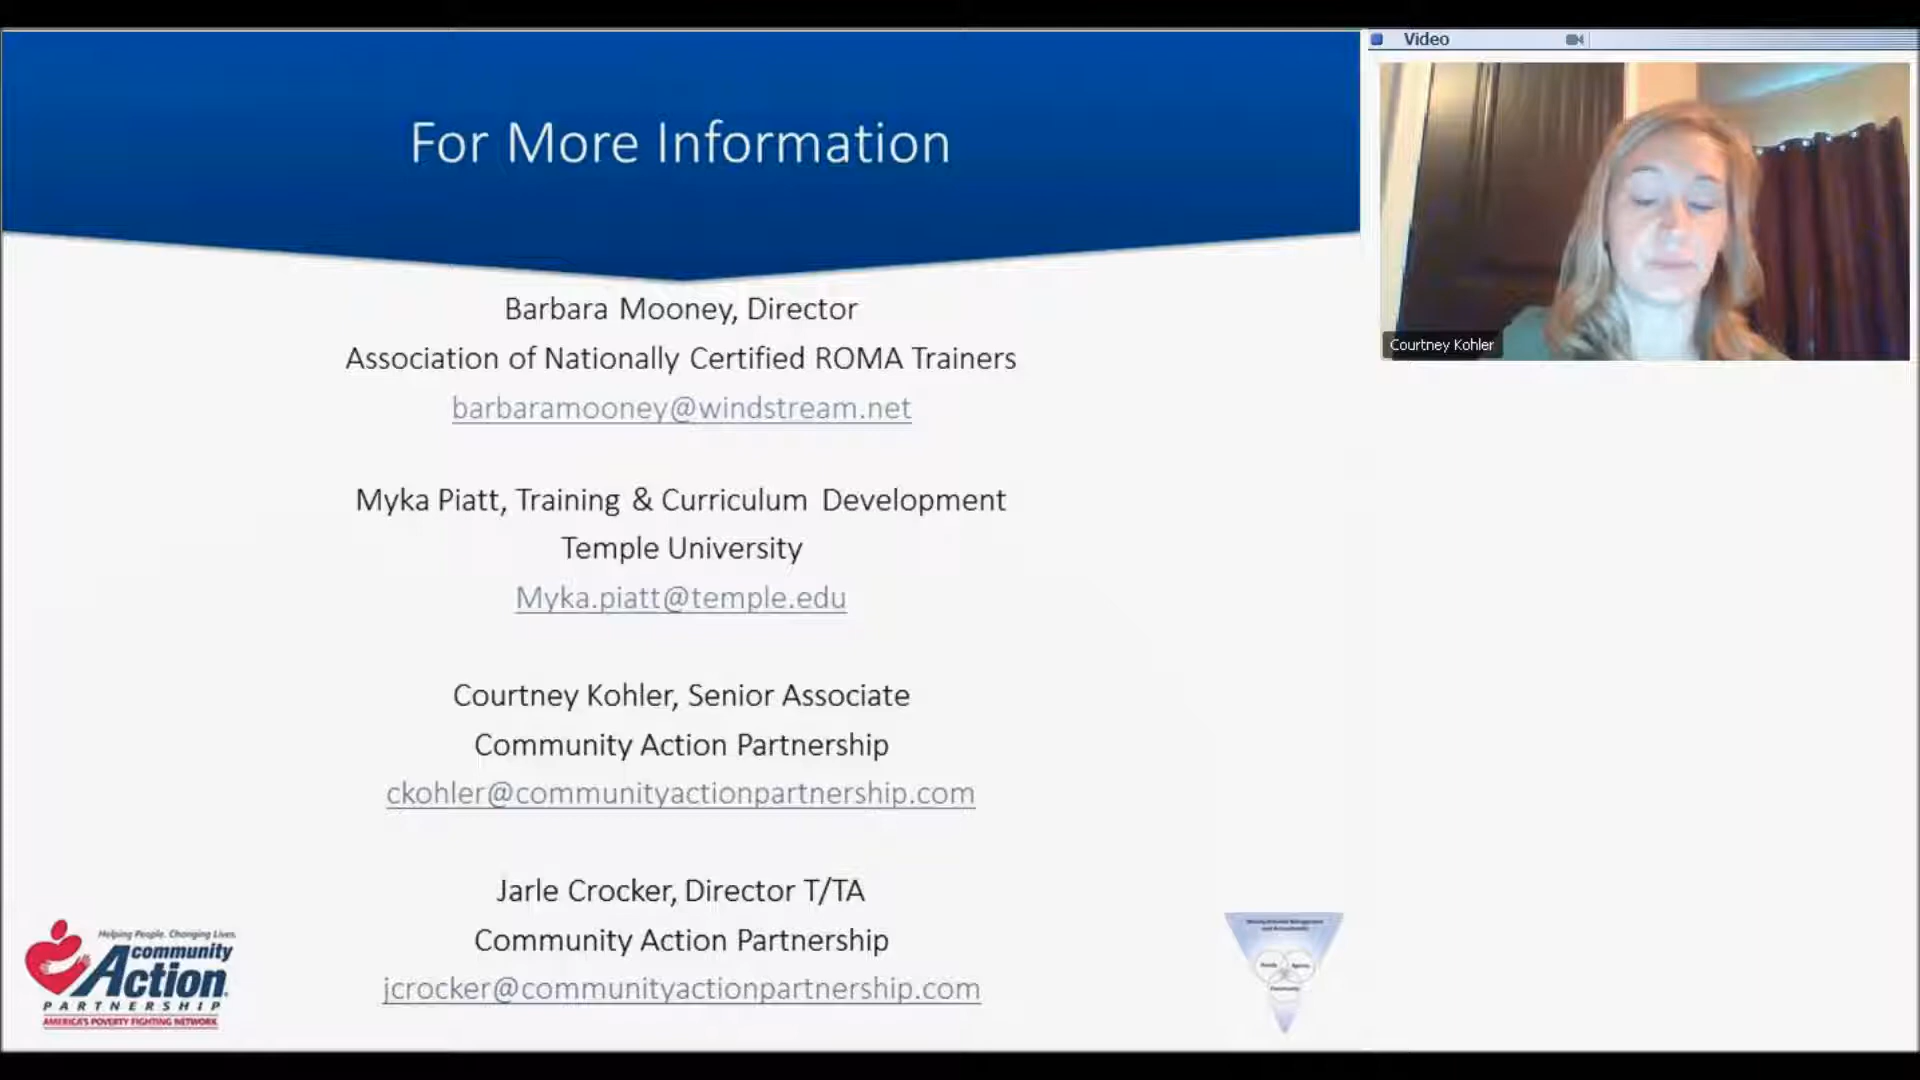 Video
For More Information
Courtney Kohler
Barbara Mooney, Director
Association of Nationally Certified ROMA Trainers
barbaramooney@windstream.net
Myka Piatt, Training & Curriculum Development
Temple University
Myka.piatt@temple.edu
Courtney Kohler, Senior Associate
Community Action Partnership
ckohler@communityactionpartnership.com
Jarle Crocker, Director T/TA
Community Action Partnership
jcrocker@communityactionpartnership.com
Helping People. Changing Lives.
community
Action
PARTNERSHIP
AMERICA'S POVERTY FIGHTING NETWORK
Family
Agency
Community